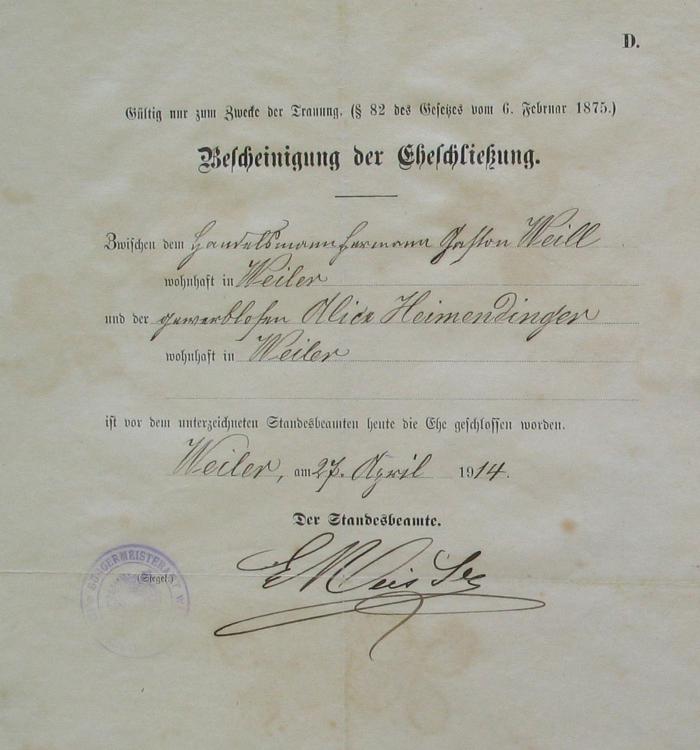 D.
Gültig nur zum Zwecke der Trauung. (§ 82 des Gesetzes vom 6. Februar 1875.)
Bescheinigung der Eheschließung.
Zwischen dem Handelsmann Hermann Gaston Weill
wohnhaft in Weiler
und der gewerblosen Alice Heimendinger
wohnhaft in Weiler
ist vor dem unterzeichneten Standesbeamten heute die Ehe geschlossen worden.
Weiler, am 27. April 1914.
Der Standesbeamte.
BÜRGERMEISTERAMT
(Siegel)